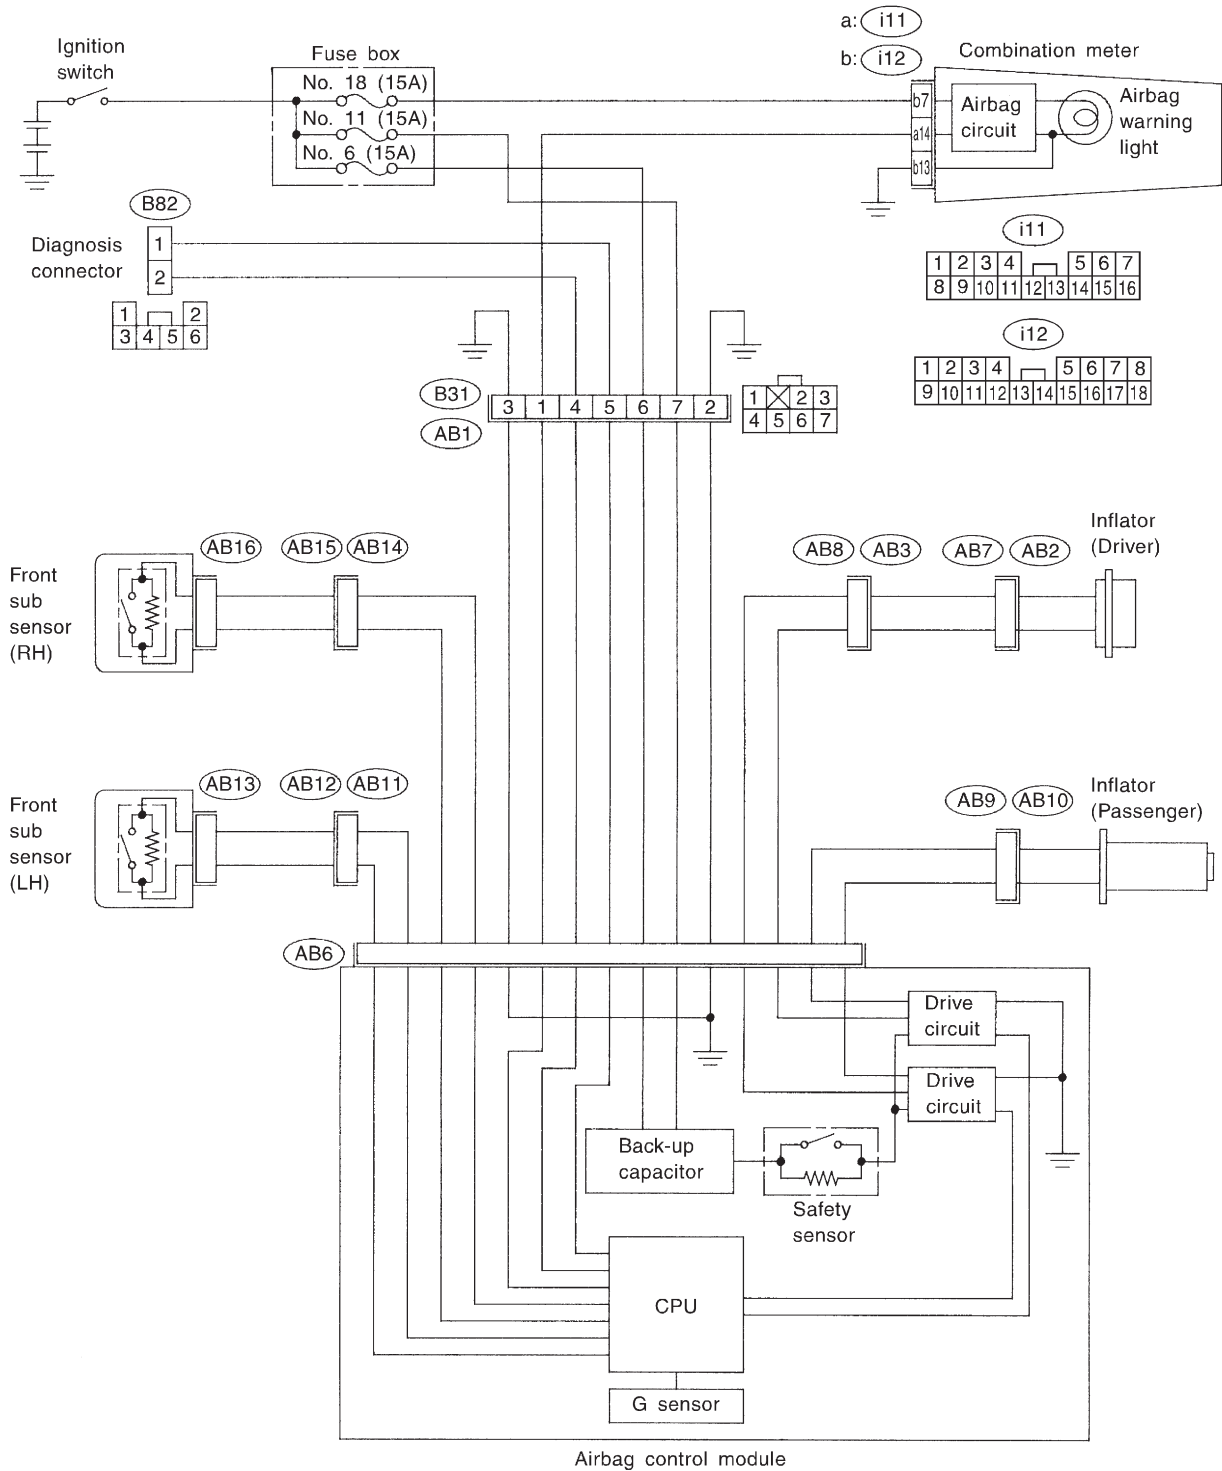 a: i11
b: i12
Ignition
switch
Fuse box
No. 18 (15A)
No. 11 (15A)
No. 6 (15A)
Combination meter
b7
a14
b13
Airbag
circuit
Airbag
warning
light
B82
Diagnosis
connector
1
2
1 2
3 4 5 6
i11
1 2 3 4 5 6 7
8 9 10 11 12 13 14 15 16
i12
1 2 3 4 5 6 7 8
9 10 11 12 13 14 15 16 17 18
B31
AB1
3 1 4 5 6 7 2
1 2 3
4 5 6 7
Front
sub
sensor
(RH)
AB16
AB15
AB14
AB8
AB3
AB7
AB2
Inflator
(Driver)
Front
sub
sensor
(LH)
AB13
AB12
AB11
AB9
AB10
Inflator
(Passenger)
AB6
Drive
circuit
Drive
circuit
Back-up
capacitor
Safety
sensor
CPU
G sensor
Airbag control module